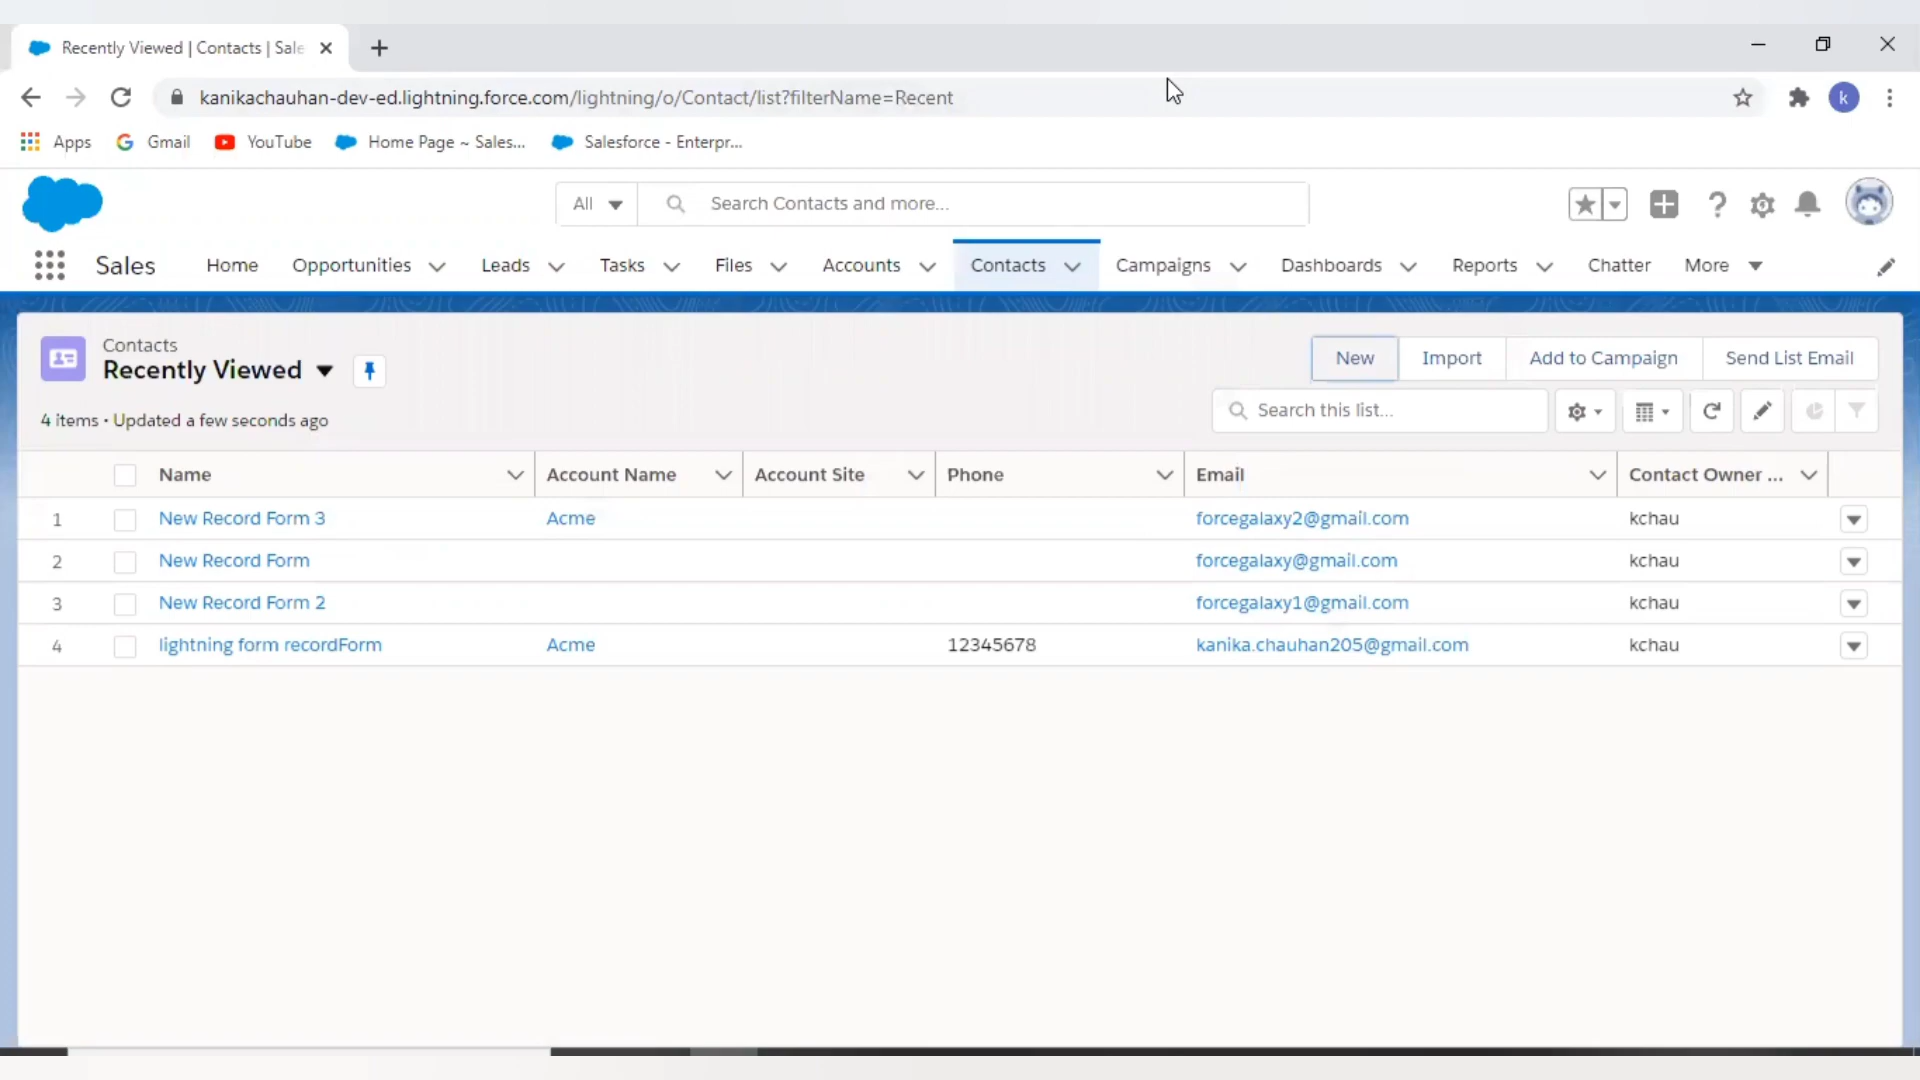 Recently Viewed | Contacts | Sale
kanikachauhan-dev-ed.lightning.force.com/lightning/o/Contact/list?filterName=Recent
k
Apps Gmail YouTube Home Page ~ Sales... Salesforce - Enterpr...
All Search Contacts and more...
Sales Home Opportunities Leads Tasks Files Accounts Contacts Campaigns Dashboards Reports Chatter More
Contacts
Recently Viewed
New Import Add to Campaign Send List Email
4 items • Updated a few seconds ago
Search this list...
Name Account Name Account Site Phone Email Contact Owner ...
1 New Record Form 3 Acme forcegalaxy2@gmail.com kchau
2 New Record Form forcegalaxy@gmail.com kchau
3 New Record Form 2 forcegalaxy1@gmail.com kchau
4 lightning form recordForm Acme 12345678 kanika.chauhan205@gmail.com kchau